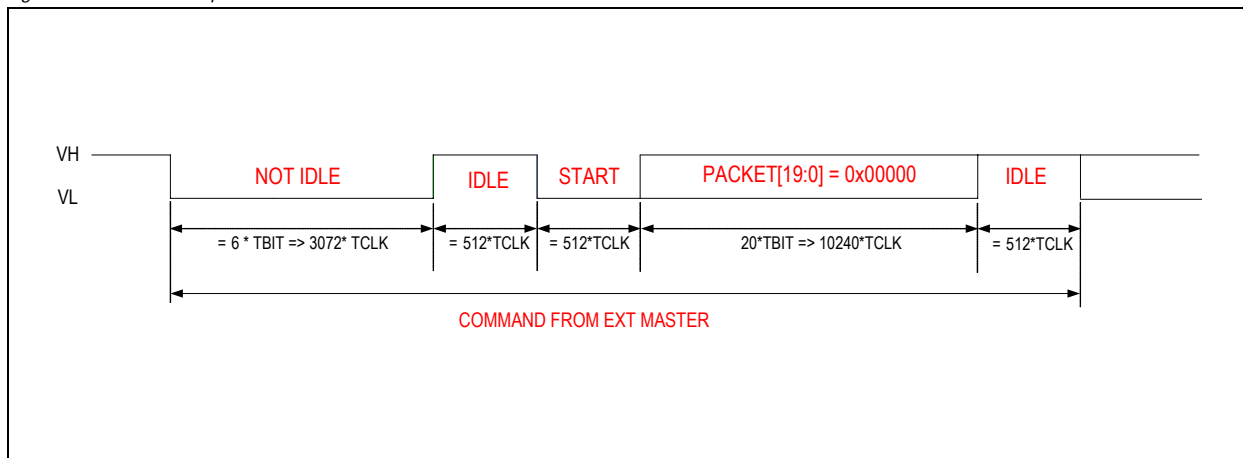 VH
NOT IDLE
IDLE
START
PACKET[19:0] = 0x00000
IDLE
VL
= 6 * TBIT => 3072* TCLK
= 512*TCLK
= 512*TCLK
20*TBIT => 10240*TCLK
= 512*TCLK
COMMAND FROM EXT MASTER